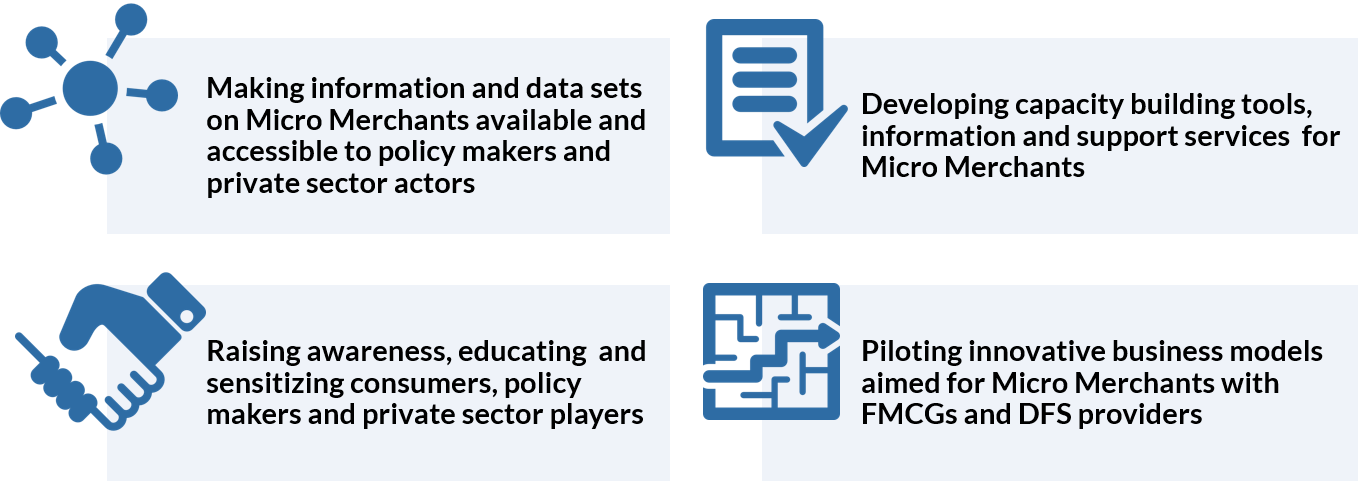 Making information and data sets
on Micro Merchants available and
accessible to policy makers and
private sector actors
Developing capacity building tools,
information and support services  for
Micro Merchants
Raising awareness, educating  and
sensitizing consumers, policy
makers and private sector players
Piloting innovative business models
aimed for Micro Merchants with
FMCGs and DFS providers